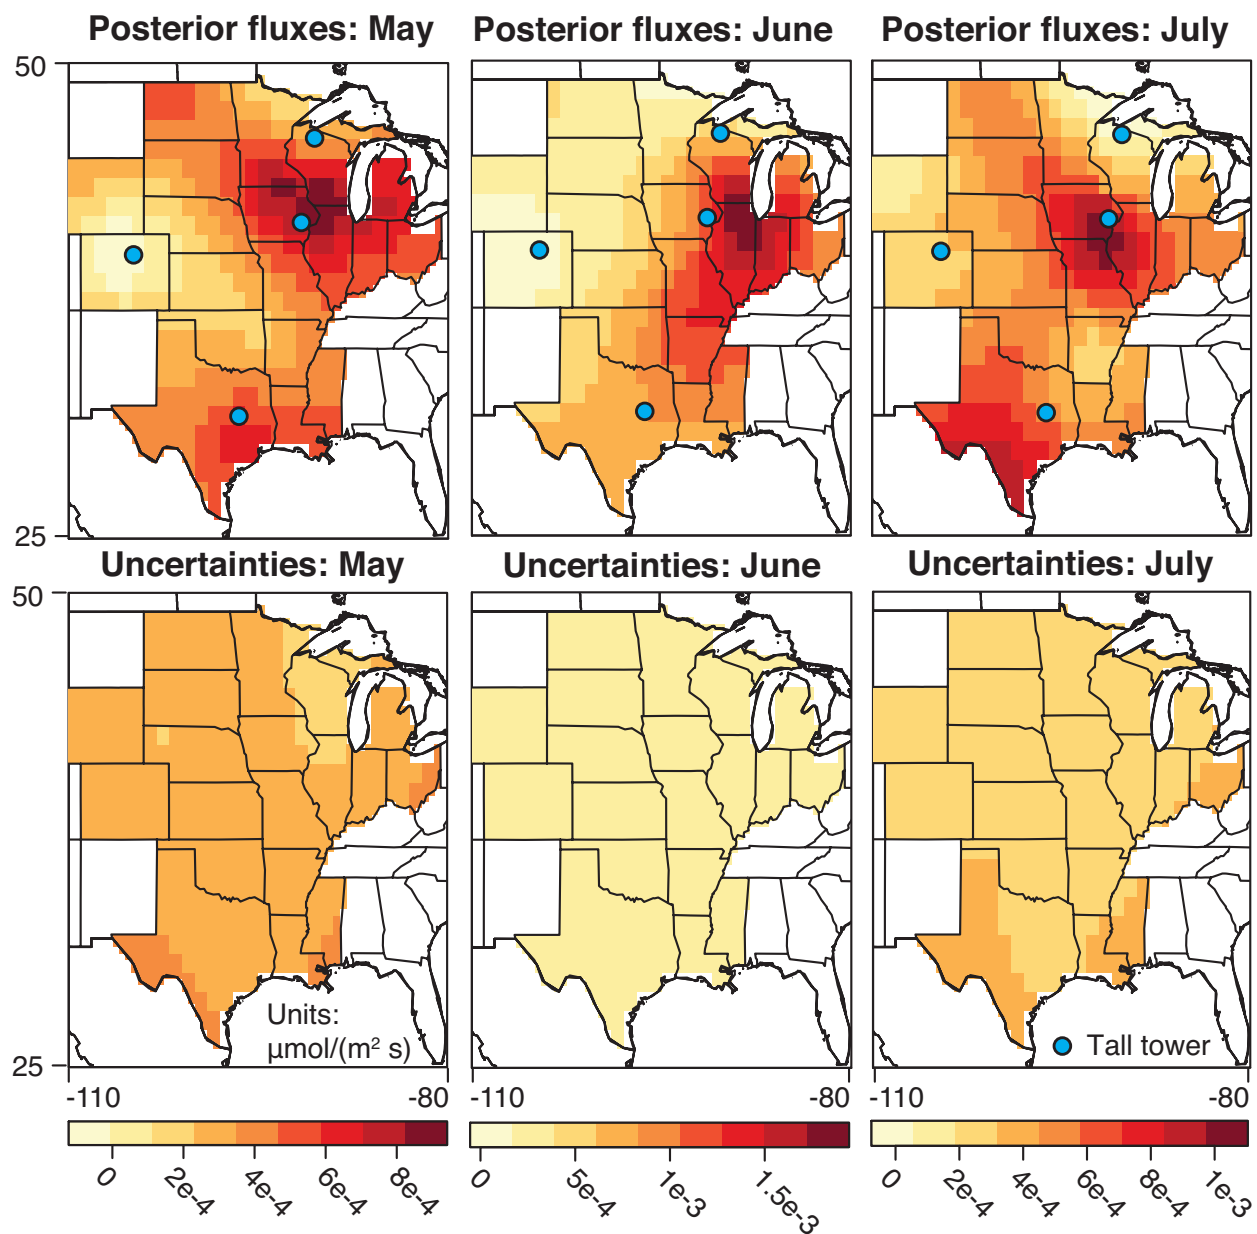 Posterior fluxes: May
Posterior fluxes: June
Posterior fluxes: July
50
25
Uncertainties: May
Uncertainties: June
Uncertainties: July
50
Units:
µmol/(m² s)
Tall tower
25
-110 -80
-110 -80
-110 -80
0 2e-4 4e-4 6e-4 8e-4
0 5e-4 1e-3 1.5e-3
0 2e-4 4e-4 6e-4 8e-4 1e-3